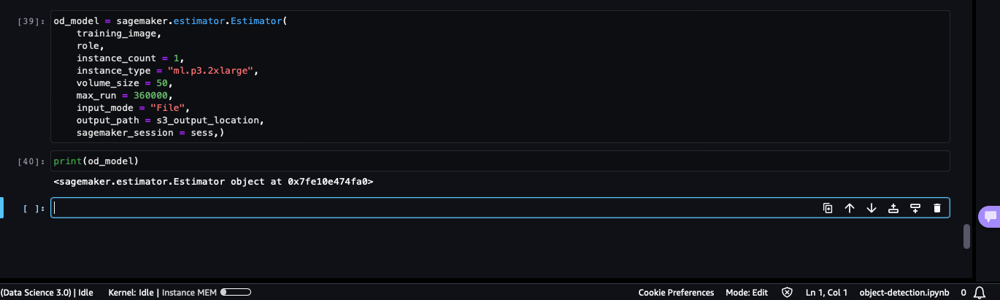 [39]: od_model = sagemaker.estimator.Estimator(
    training_image,
    role,
    instance_count = 1,
    instance_type = "ml.p3.2xlarge",
    volume_size = 50,
    max_run = 360000,
    input_mode = "File",
    output_path = s3_output_location,
    sagemaker_session = sess,)
[40]: print(od_model)
<sagemaker.estimator.Estimator object at 0x7fe10e474fa0>
[ ]:
(Data Science 3.0) | Idle Kernel: Idle | Instance MEM Cookie Preferences Mode: Edit Ln 1, Col 1 object-detection.ipynb 0